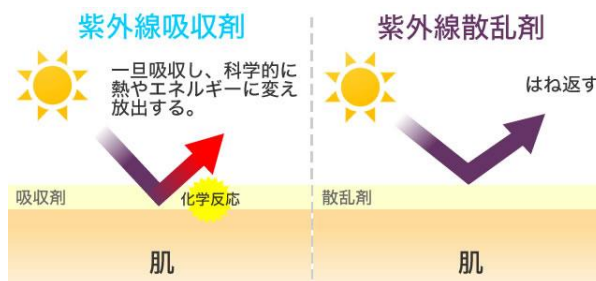 紫外線吸収剤
一旦吸収し、科学的に
熱やエネルギーに変え
放出する。
吸収剤
化学反応
肌
紫外線散乱剤
はね返す
散乱剤
肌